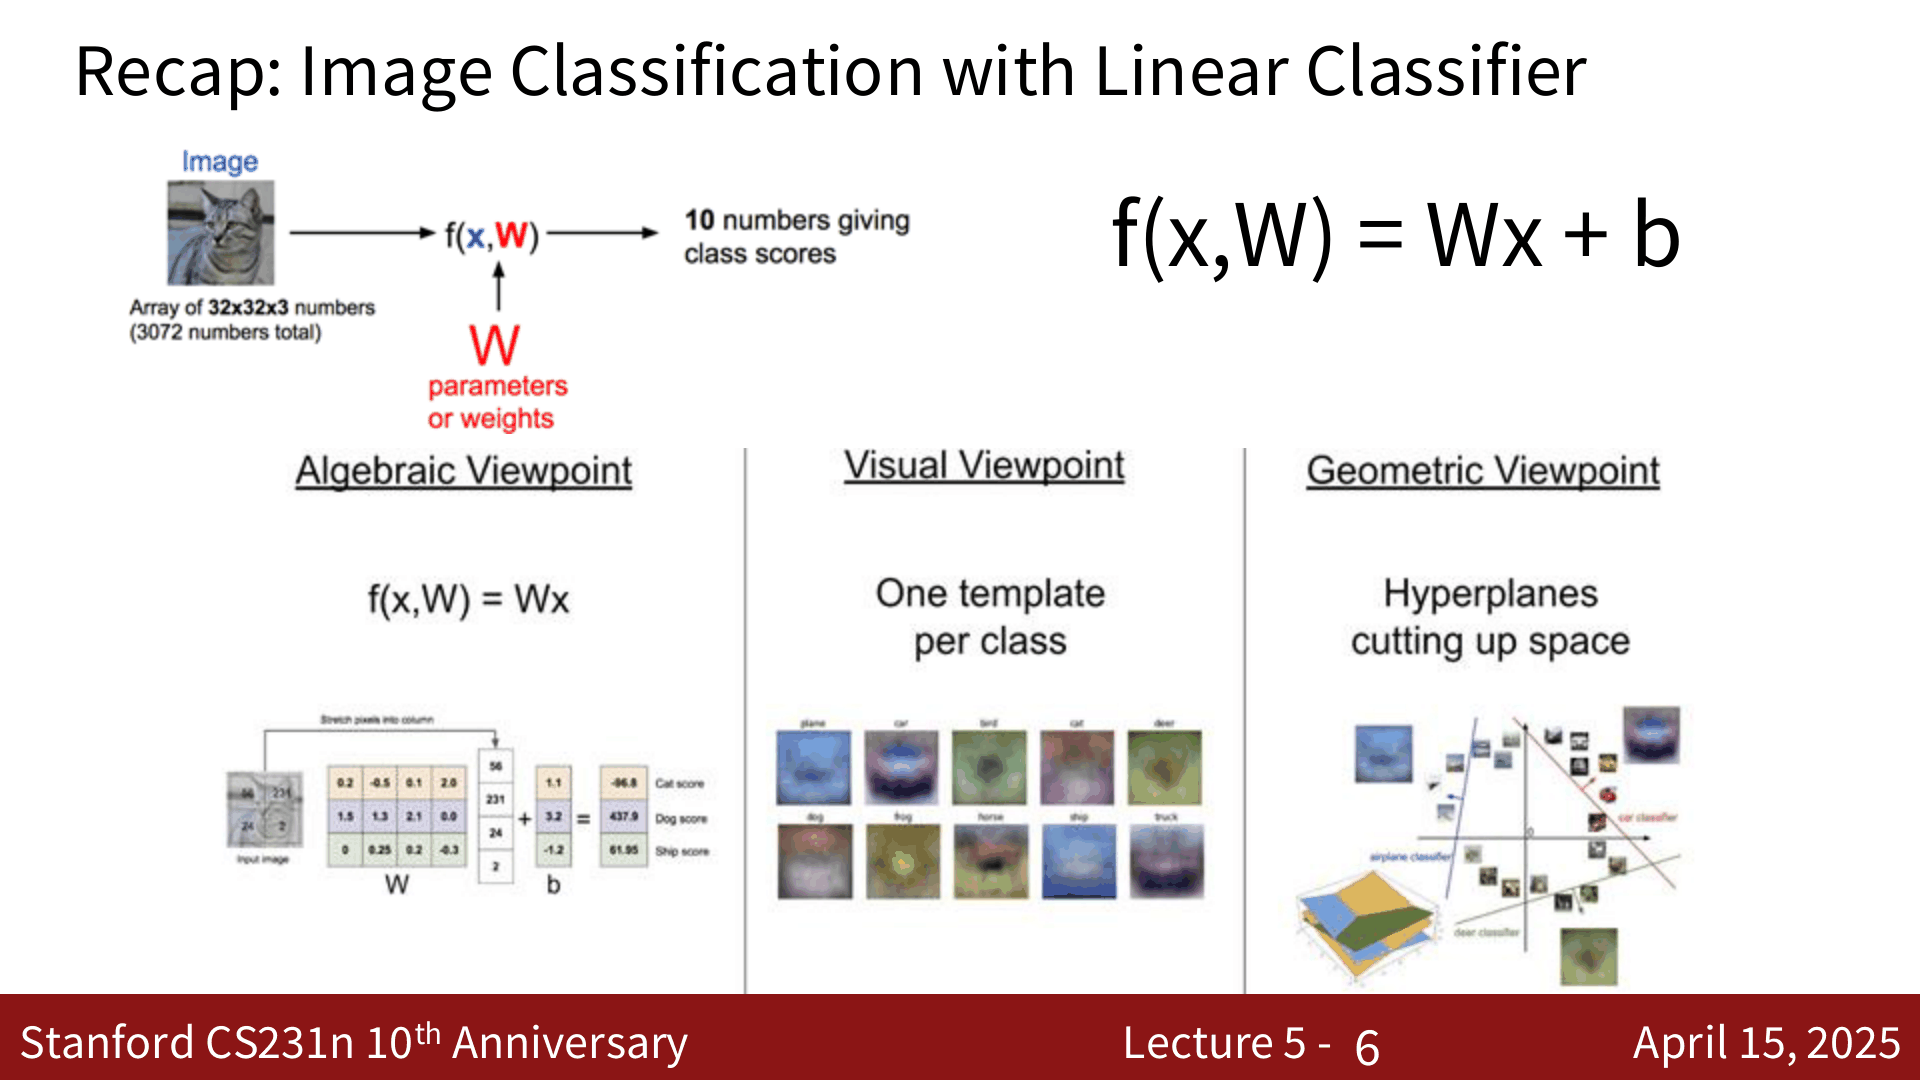 Recap: Image Classification with Linear Classifier
Image
f(x,W)
10 numbers giving
class scores
Array of 32x32x3 numbers
(3072 numbers total)
W
parameters
or weights
f(x,W) = Wx + b
Algebraic Viewpoint
f(x,W) = Wx
Stretch pixels into column
56 231
24 2
Input image
0.2 -0.5 0.1 2.0
1.5 1.3 2.1 0.0
0 0.25 0.2 -0.3
W
56
231
24
2
+
1.1
3.2
-1.2
b
=
-96.8 Cat score
437.9 Dog score
61.95 Ship score
Visual Viewpoint
One template
per class
plane car bird cat deer
dog frog horse ship truck
Geometric Viewpoint
Hyperplanes
cutting up space
0
car classifier
airplane classifier
deer classifier
Stanford CS231n 10th Anniversary
Lecture 5 - 6
April 15, 2025